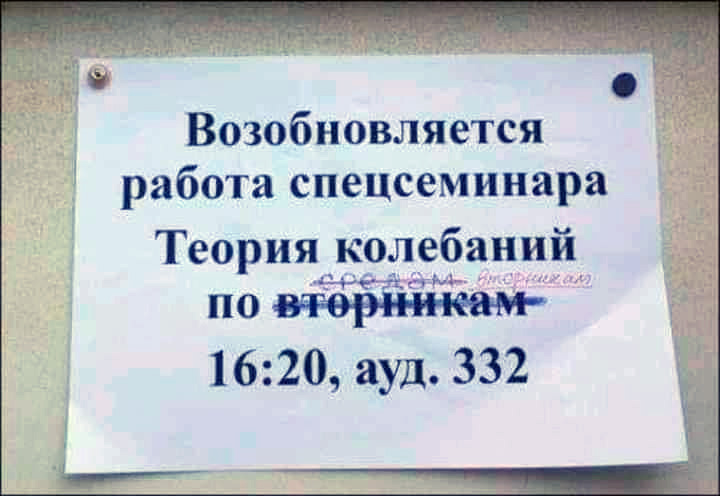 Возобновляется
работа спецсеминара
Теория колебаний
средам вторникам
по вторникам
16:20, ауд. 332